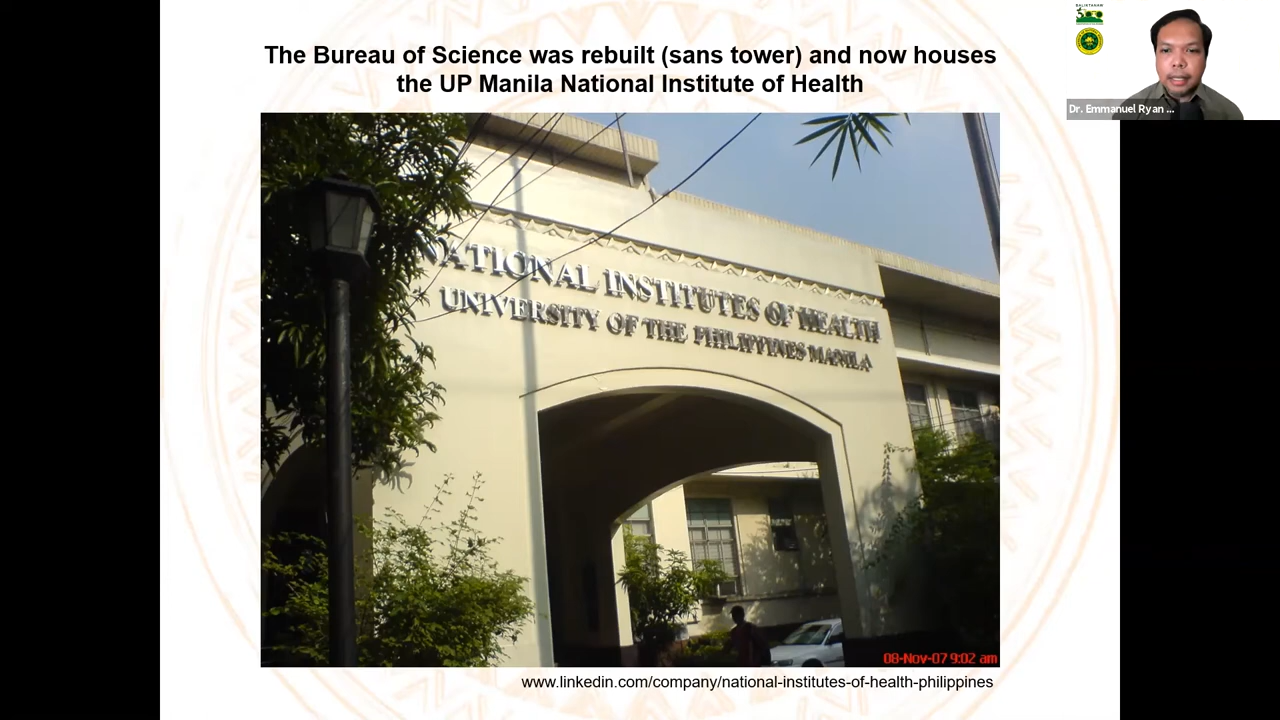 The Bureau of Science was rebuilt (sans tower) and now houses
the UP Manila National Institute of Health
Dr. Emmanuel Ryan ...
NATIONAL INSTITUTES OF HEALTH
UNIVERSITY OF THE PHILIPPINES MANILA
08-Nov-07 9:02 am
www.linkedin.com/company/national-institutes-of-health-philippines